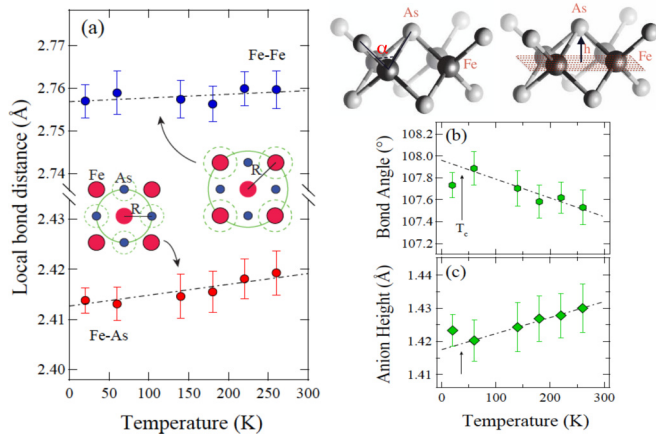 (a)
Fe-Fe
Fe
As
R
R
Fe-As
Local bond distance (Å)
2.77
2.76
2.75
2.74
2.43
2.42
2.41
2.40
0
50
100
150
200
250
300
Temperature (K)
As
α
Fe
As
h
Fe
(b)
Bond Angle (°)
108.2
108.0
107.8
107.6
107.4
107.2
Tc
(c)
Anion Height (Å)
1.44
1.43
1.42
1.41
0
100
200
300
Temperature (K)